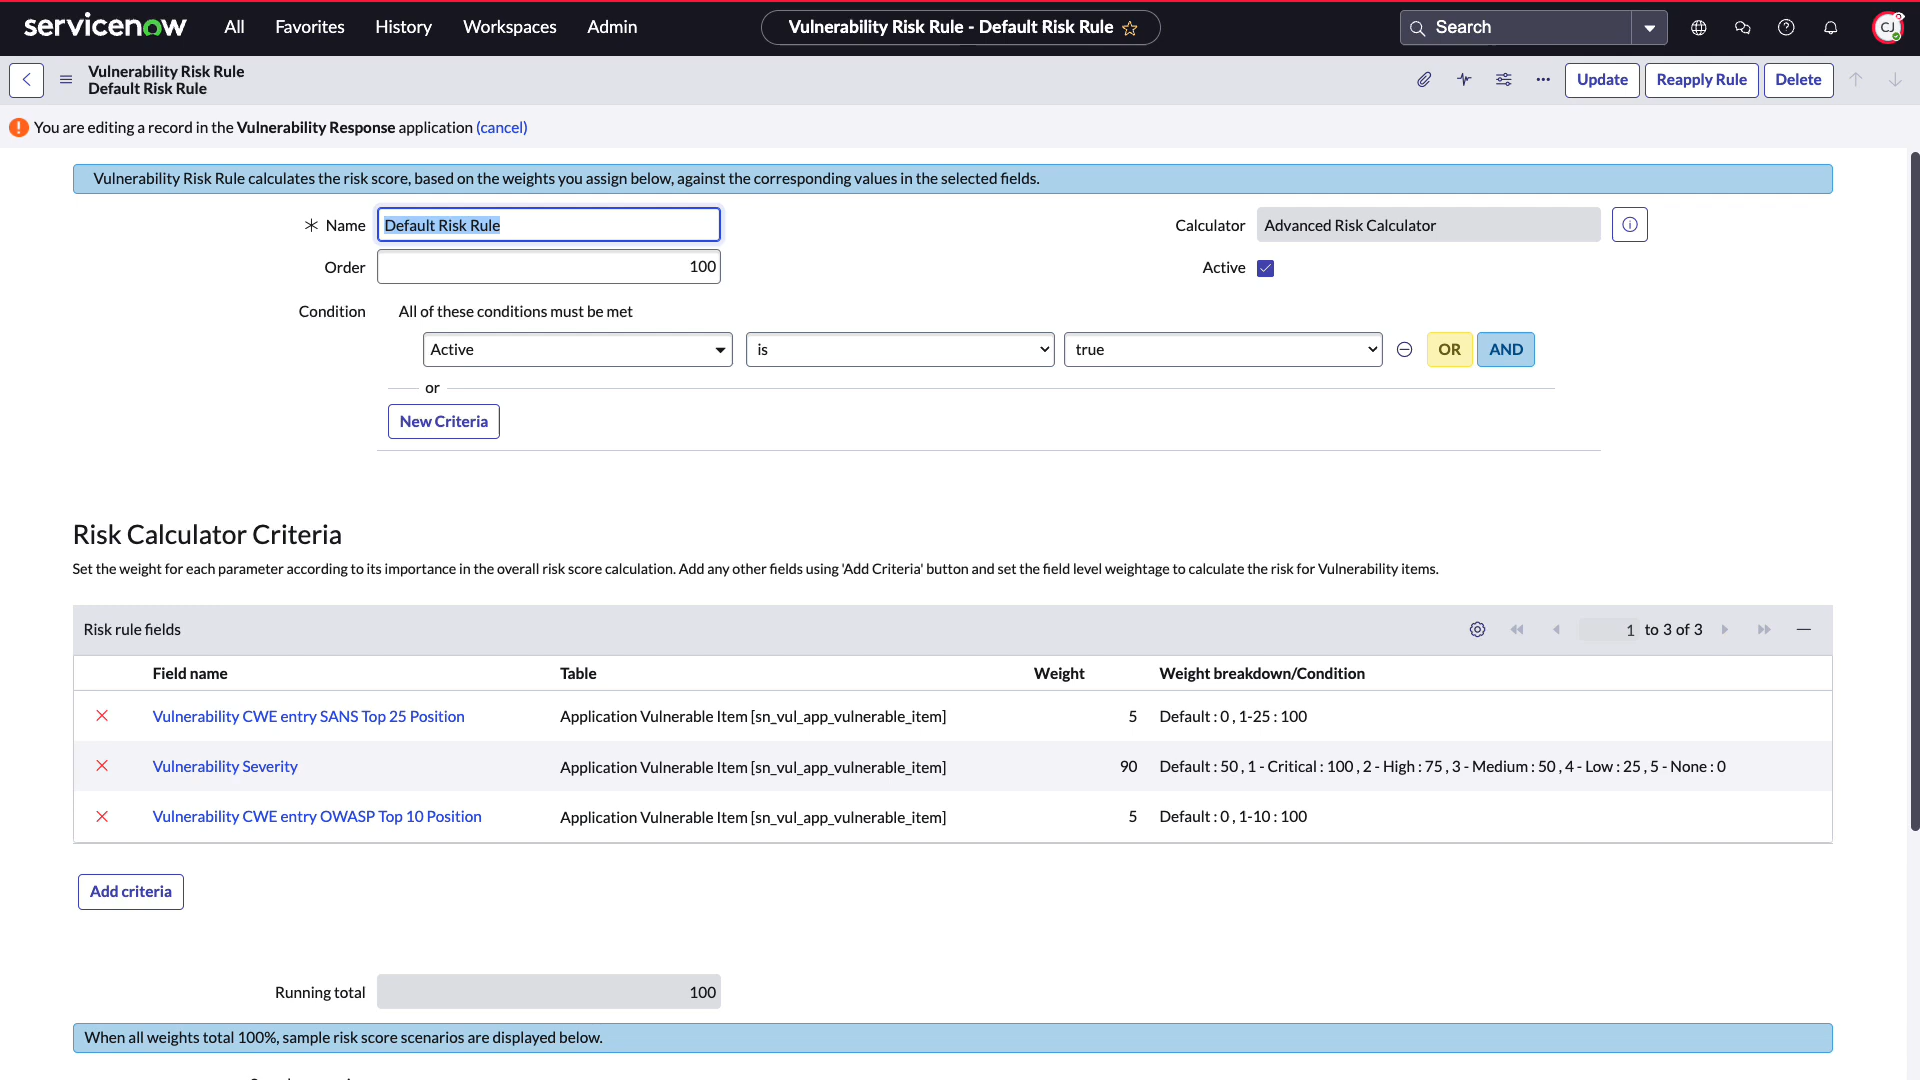 servicenow
All Favorites History Workspaces Admin
Vulnerability Risk Rule - Default Risk Rule
Search
CJ
Vulnerability Risk Rule
Default Risk Rule
Update Reapply Rule Delete
You are editing a record in the Vulnerability Response application (cancel)
Vulnerability Risk Rule calculates the risk score, based on the weights you assign below, against the corresponding values in the selected fields.
Name Default Risk Rule Calculator Advanced Risk Calculator
Order 100 Active
Condition All of these conditions must be met
Active is true OR AND
or
New Criteria
Risk Calculator Criteria
Set the weight for each parameter according to its importance in the overall risk score calculation. Add any other fields using 'Add Criteria' button and set the field level weightage to calculate the risk for Vulnerability items.
Risk rule fields 1 to 3 of 3
Field name Table Weight Weight breakdown/Condition
Vulnerability CWE entry SANS Top 25 Position Application Vulnerable Item [sn_vul_app_vulnerable_item] 5 Default : 0 , 1-25 : 100
Vulnerability Severity Application Vulnerable Item [sn_vul_app_vulnerable_item] 90 Default : 50 , 1 - Critical : 100 , 2 - High : 75 , 3 - Medium : 50 , 4 - Low : 25 , 5 - None : 0
Vulnerability CWE entry OWASP Top 10 Position Application Vulnerable Item [sn_vul_app_vulnerable_item] 5 Default : 0 , 1-10 : 100
Add criteria
Running total 100
When all weights total 100%, sample risk score scenarios are displayed below.